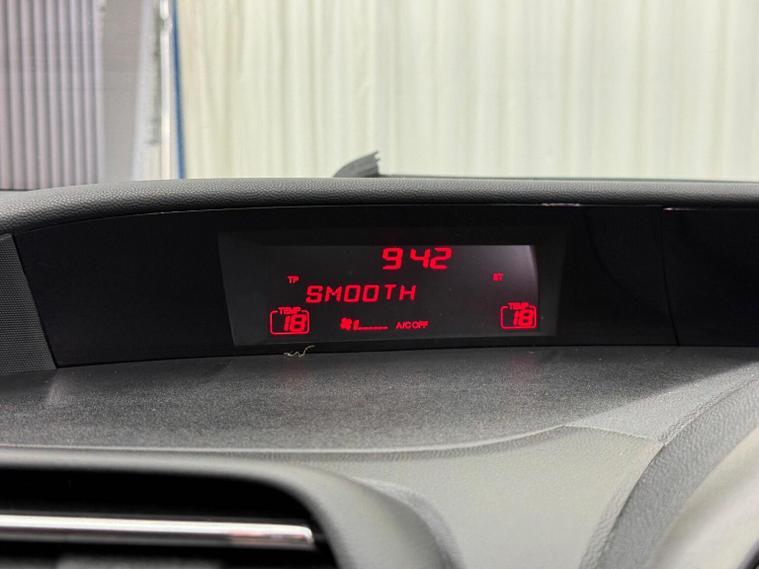 9 42
TP ST
SMOOTH
TEMP TEMP
18 A/C OFF 18